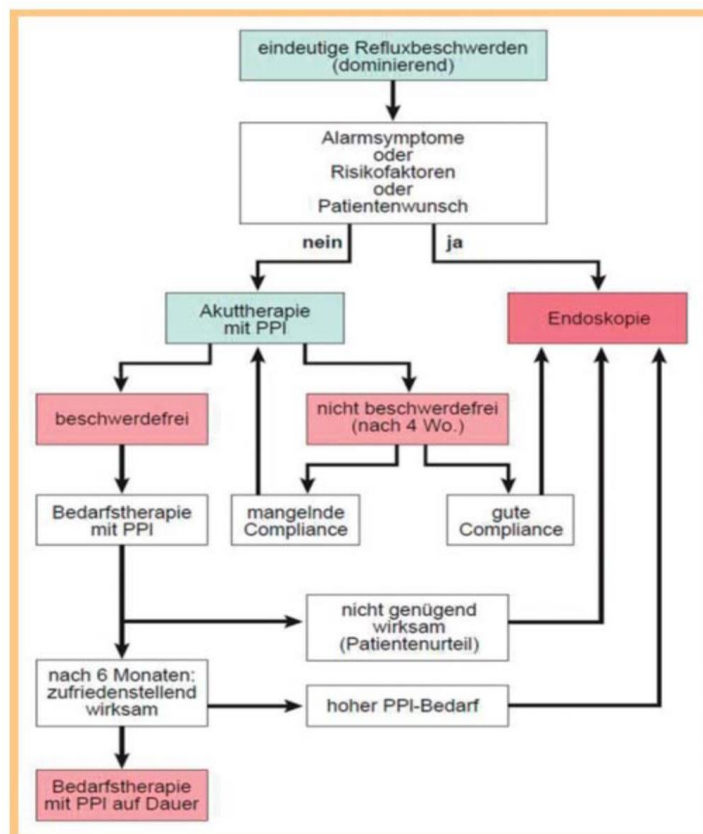 eindeutige Refluxbeschwerden
(dominierend)
Alarmsymptome
oder
Risikofaktoren
oder
Patientenwunsch
nein
ja
Akuttherapie
mit PPI
Endoskopie
beschwerdefrei
nicht beschwerdefrei
(nach 4 Wo.)
Bedarfstherapie
mit PPI
mangelnde
Compliance
gute
Compliance
nicht genügend
wirksam
(Patientenurteil)
nach 6 Monaten:
zufriedenstellend
wirksam
hoher PPI-Bedarf
Bedarfstherapie
mit PPI auf Dauer